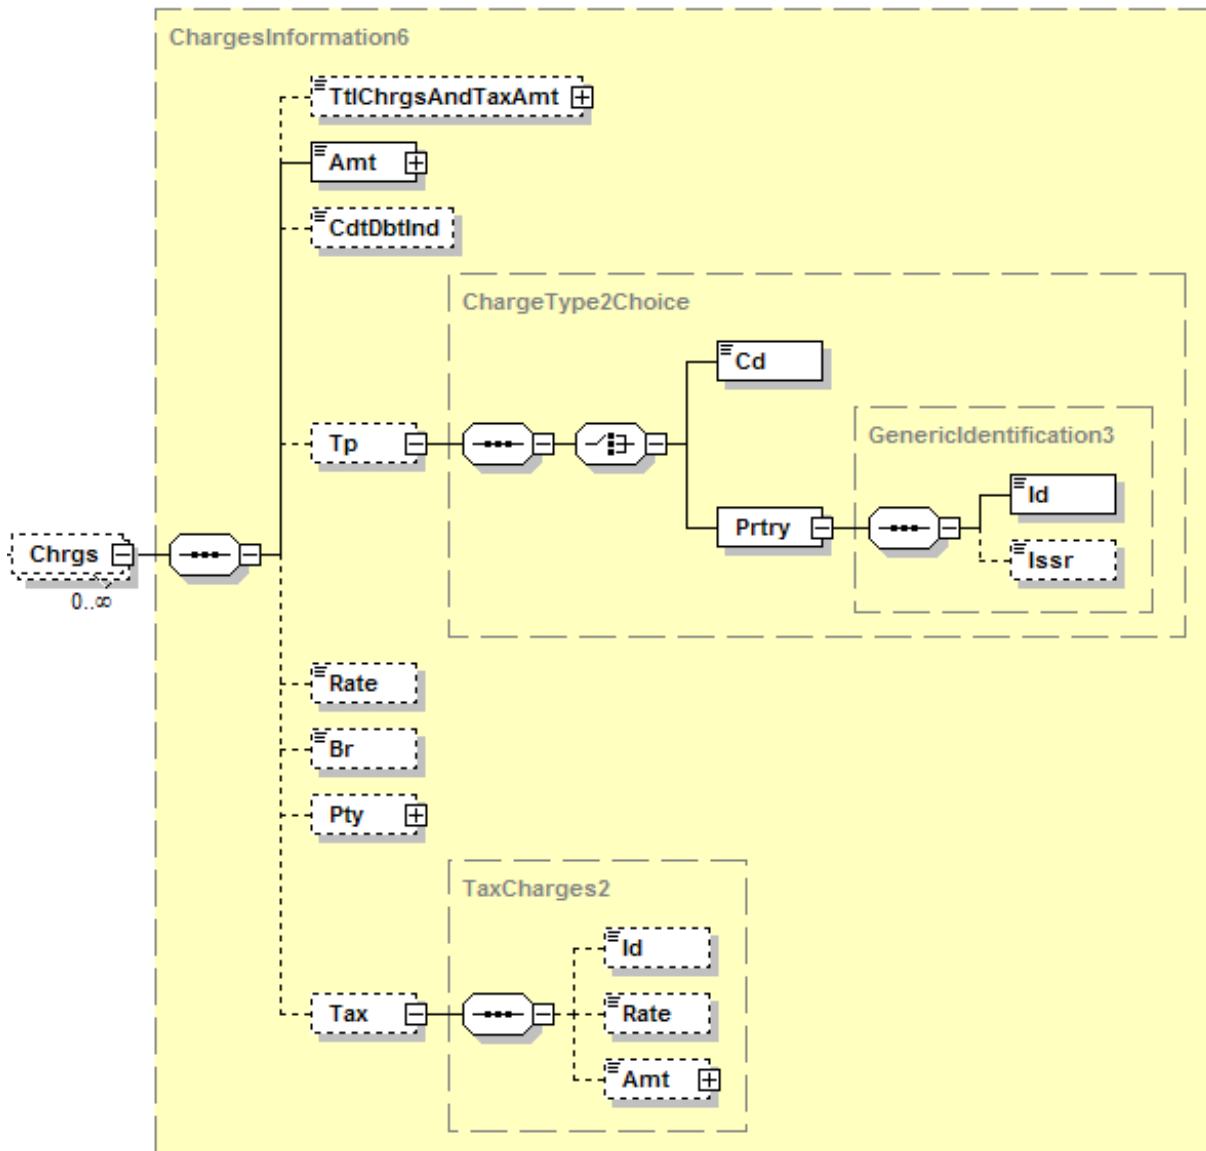 ChargesInformation6
TtlChrgsAndTaxAmt
Amt
CdtDbtInd
ChargeType2Choice
Cd
Tp
GenericIdentification3
Id
Prtry
Chrgs
Issr
0..∞
Rate
Br
Pty
TaxCharges2
Id
Tax
Rate
Amt